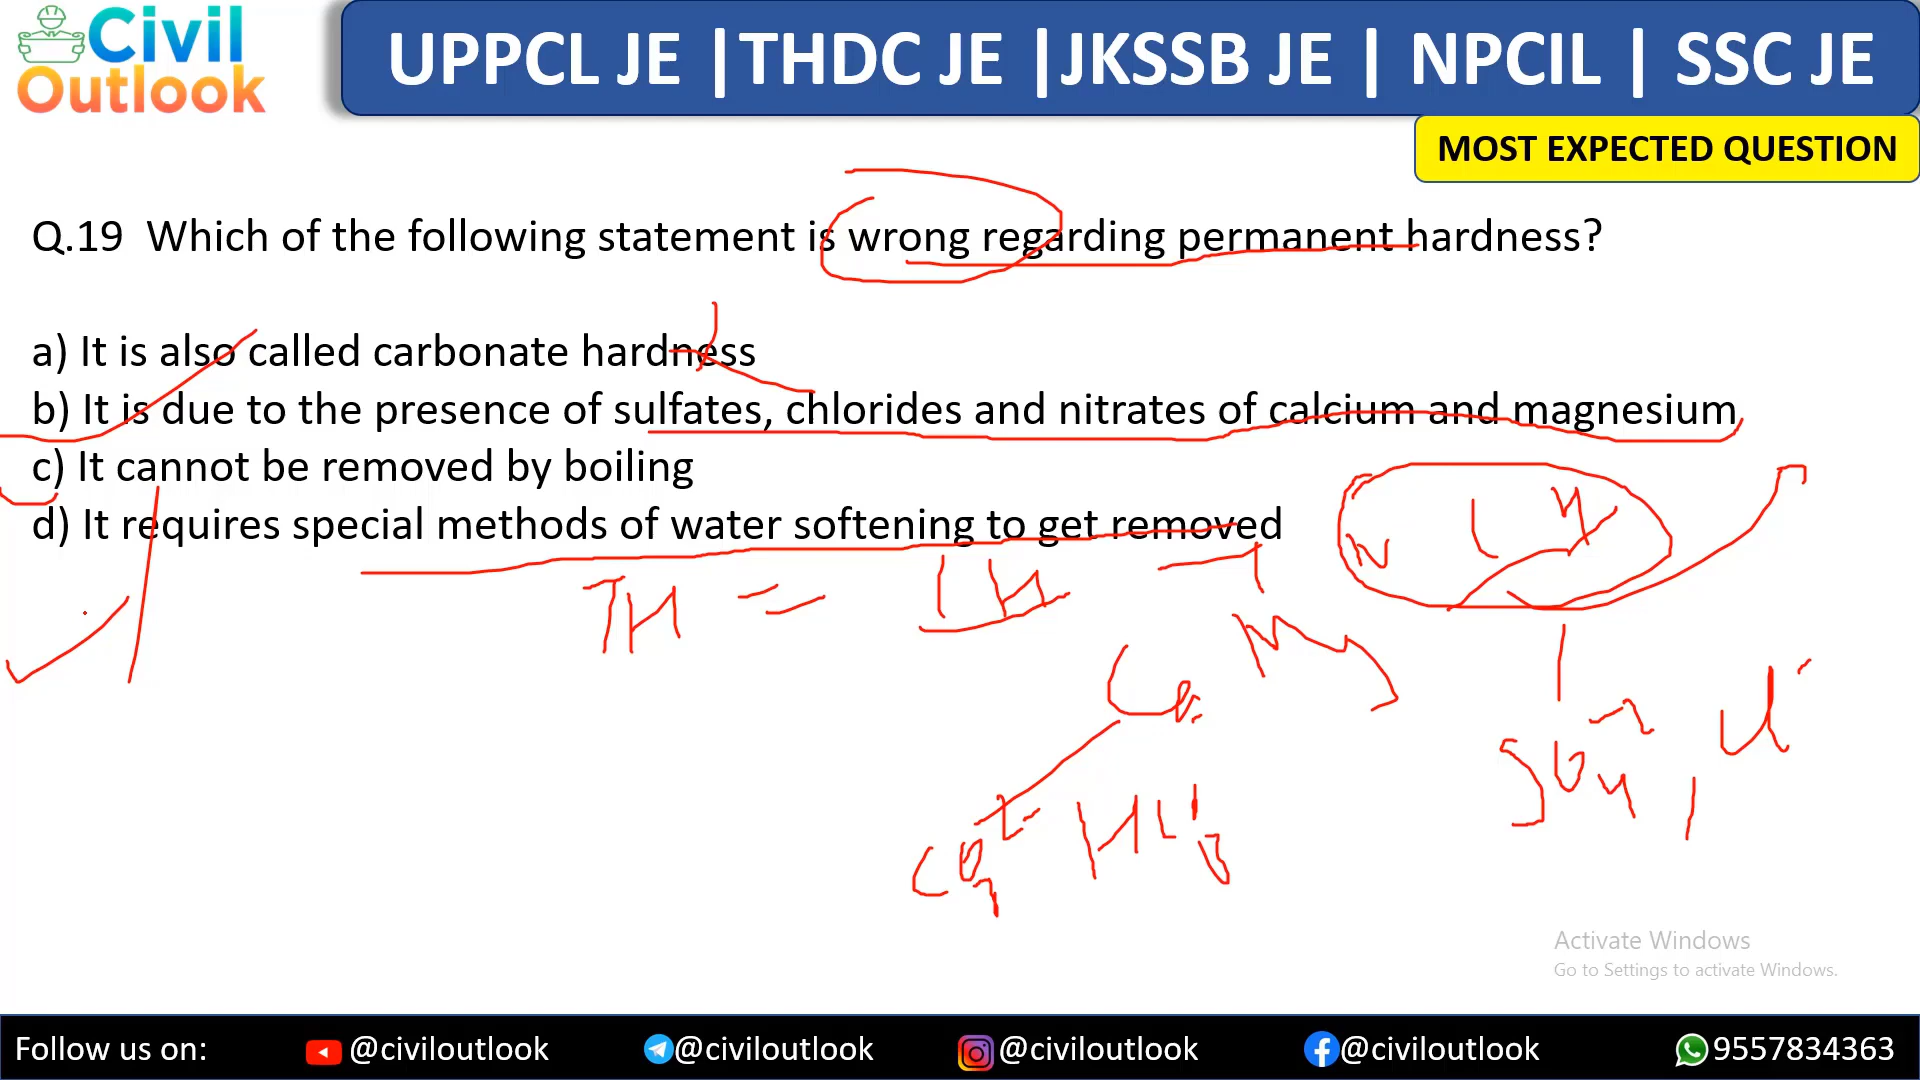 Civil
Outlook
UPPCL JE |THDC JE |JKSSB JE | NPCIL | SSC JE
MOST EXPECTED QUESTION
Q.19 Which of the following statement is wrong regarding permanent hardness?
a) It is also called carbonate hardness
b) It is due to the presence of sulfates, chlorides and nitrates of calcium and magnesium
c) It cannot be removed by boiling
d) It requires special methods of water softening to get removed
TH = CH
Activate Windows
Go to Settings to activate Windows.
Follow us on: @civiloutlook @civiloutlook @civiloutlook @civiloutlook 9557834363